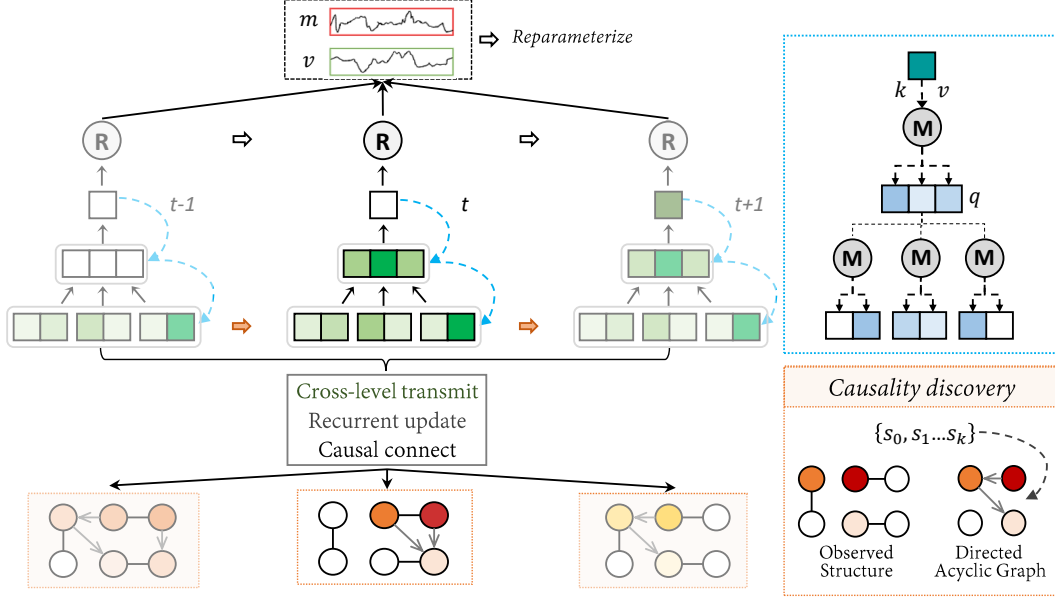 m
v
Reparameterize
R
R
R
t-1
t
t+1
Cross-level transmit
Recurrent update
Causal connect
k v
M
q
M M M
Causality discovery
{s₀, s₁...sₖ}
Observed
Structure
Directed
Acyclic Graph